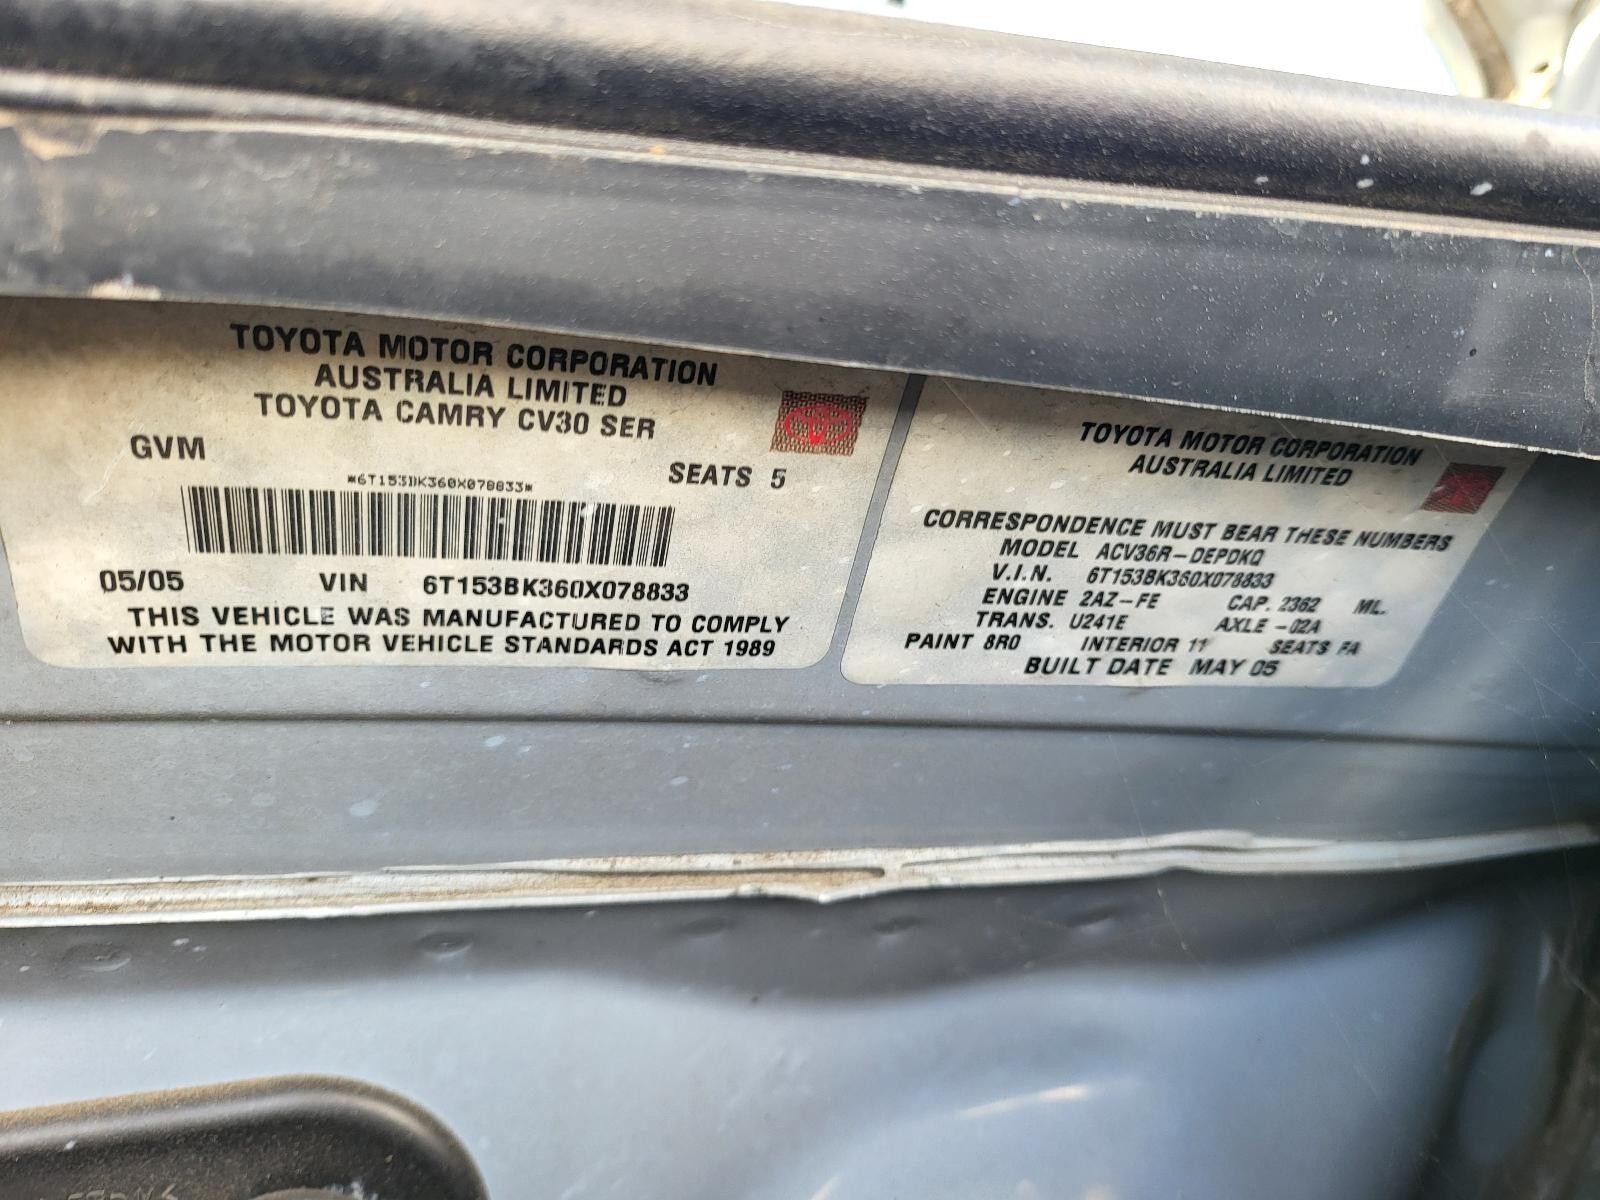 TOYOTA MOTOR CORPORATION
AUSTRALIA LIMITED
TOYOTA CAMRY CV30 SER
GVM
SEATS 5
*6T153BK360X078833*
05/05 VIN 6T153BK360X078833
THIS VEHICLE WAS MANUFACTURED TO COMPLY
WITH THE MOTOR VEHICLE STANDARDS ACT 1989
TOYOTA MOTOR CORPORATION
AUSTRALIA LIMITED
CORRESPONDENCE MUST BEAR THESE NUMBERS
MODEL ACV36R-DEPDKQ
V.I.N. 6T153BK360X078833
ENGINE 2AZ-FE CAP. 2362 ML.
TRANS. U241E AXLE -02A
PAINT 8R0 INTERIOR 11 SEATS FA
BUILT DATE MAY 05